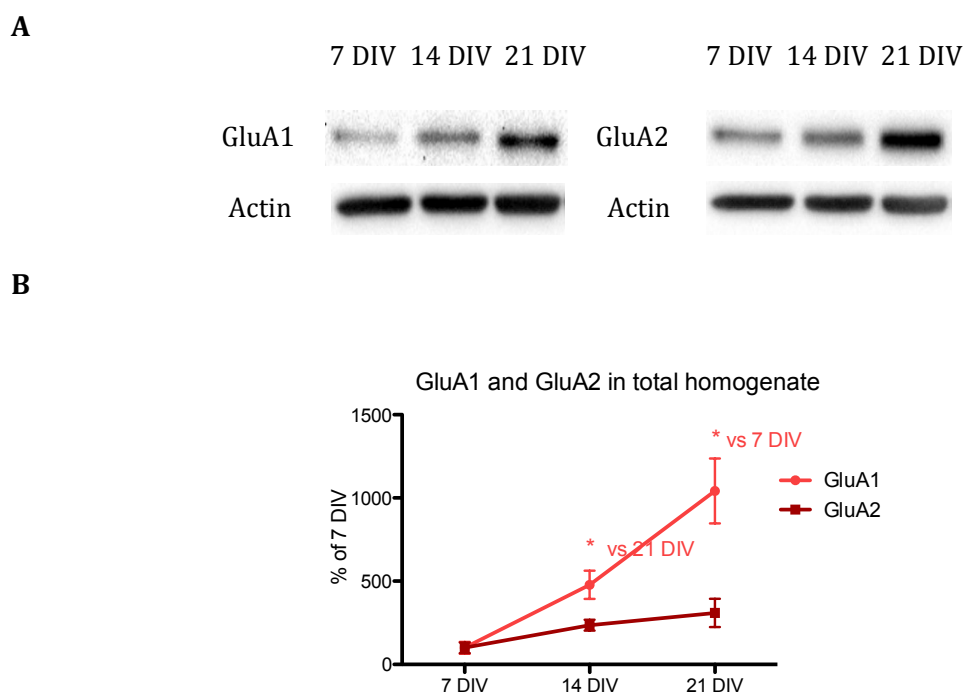 A
7 DIV 14 DIV 21 DIV
7 DIV 14 DIV 21 DIV
GluA1
GluA2
Actin
Actin
B
GluA1 and GluA2 in total homogenate
1500
1000
500
0
% of 7 DIV
* vs 7 DIV
* vs 21 DIV
GluA1
GluA2
7 DIV
14 DIV
21 DIV